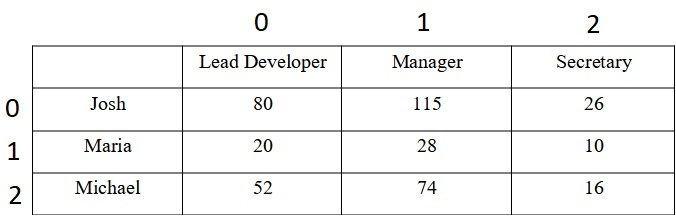 0 1 2
Lead Developer Manager Secretary
0 Josh 80 115 26
1 Maria 20 28 10
2 Michael 52 74 16